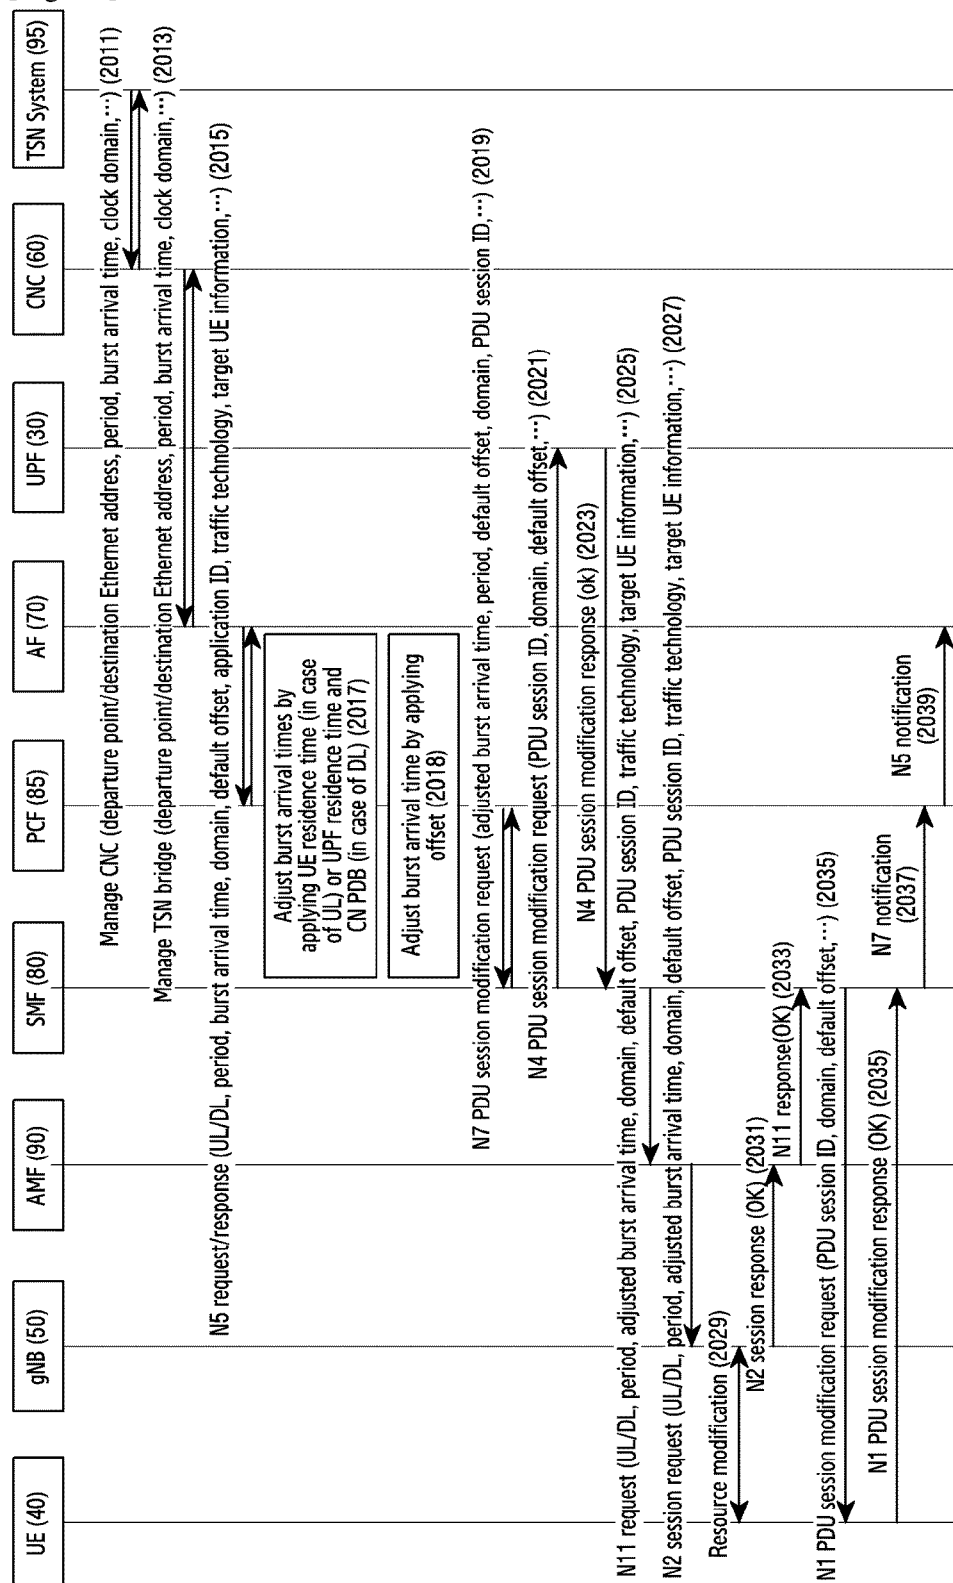 UE (40)
gNB (50)
AMF (90)
SMF (80)
PCF (85)
AF (70)
UPF (30)
CNC (60)
TSN System (95)
Manage CNC (departure point/destination Ethernet address, period, burst arrival time, clock domain,···) (2011)
Manage TSN bridge (departure point/destination Ethernet address, period, burst arrival time, clock domain,···) (2013)
N5 request/response (UL/DL, period, burst arrival time, domain, default offset, application ID, traffic technology, target UE information,···) (2015)
Adjust burst arrival times by
applying UE residence time (in case
of UL) or UPF residence time and
CN PDB (in case of DL) (2017)
Adjust burst arrival time by applying
offset (2018)
N7 PDU session modification request (adjusted burst arrival time, period, default offset, domain, PDU session ID,···) (2019)
N4 PDU session modification request (PDU session ID, domain, default offset,···) (2021)
N4 PDU session modification response (ok) (2023)
N11 request (UL/DL, period, adjusted burst arrival time, domain, default offset, PDU session ID, traffic technology, target UE information,···) (2025)
N2 session request (UL/DL, period, adjusted burst arrival time, domain, default offset, PDU session ID, traffic technology, target UE information,···) (2027)
Resource modification (2029)
N2 session response (OK) (2031)
N11 response(OK) (2033)
N1 PDU session modification request (PDU session ID, domain, default offset,···) (2035)
N1 PDU session modification response (OK) (2035)
N7 notification
(2037)
N5 notification
(2039)